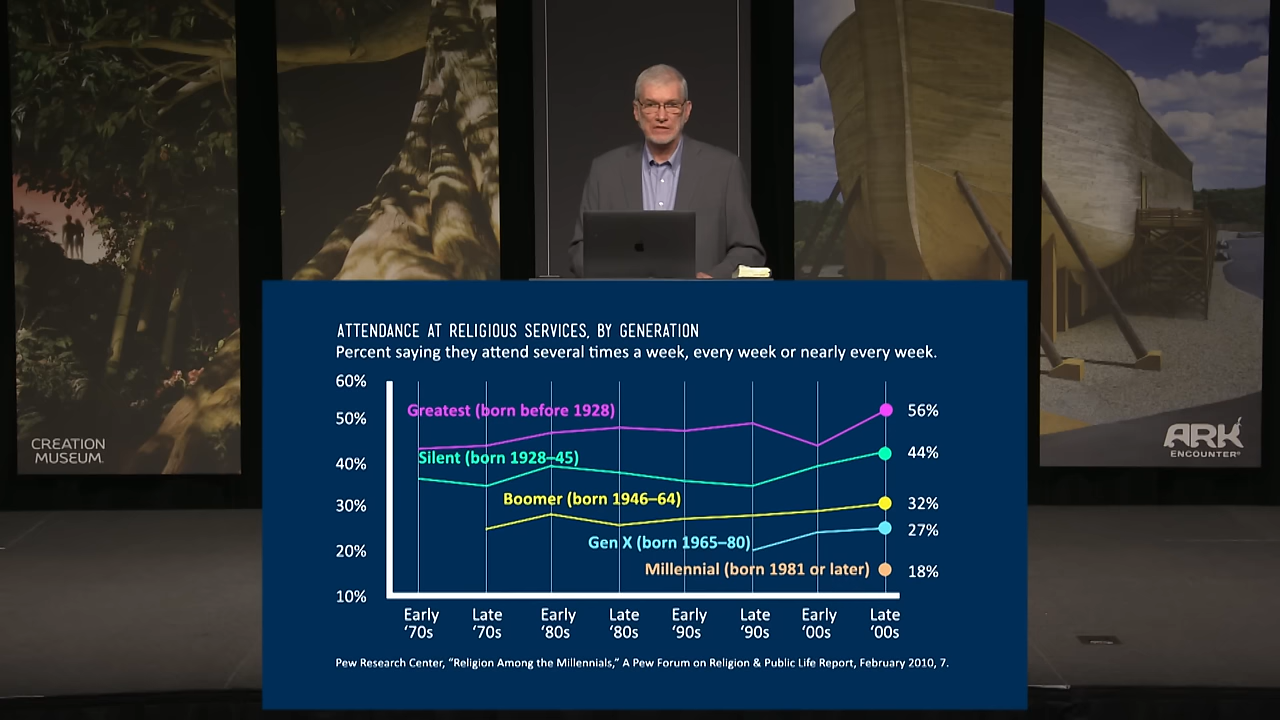 CREATION
MUSEUM
ARK
ENCOUNTER
ATTENDANCE AT RELIGIOUS SERVICES, BY GENERATION
Percent saying they attend several times a week, every week or nearly every week.
60%
50%
40%
30%
20%
10%
Greatest (born before 1928)
Silent (born 1928–45)
Boomer (born 1946–64)
Gen X (born 1965–80)
Millennial (born 1981 or later)
56%
44%
32%
27%
18%
Early
‘70s
Late
‘70s
Early
‘80s
Late
‘80s
Early
‘90s
Late
‘90s
Early
‘00s
Late
‘00s
Pew Research Center, “Religion Among the Millennials,” A Pew Forum on Religion & Public Life Report, February 2010, 7.